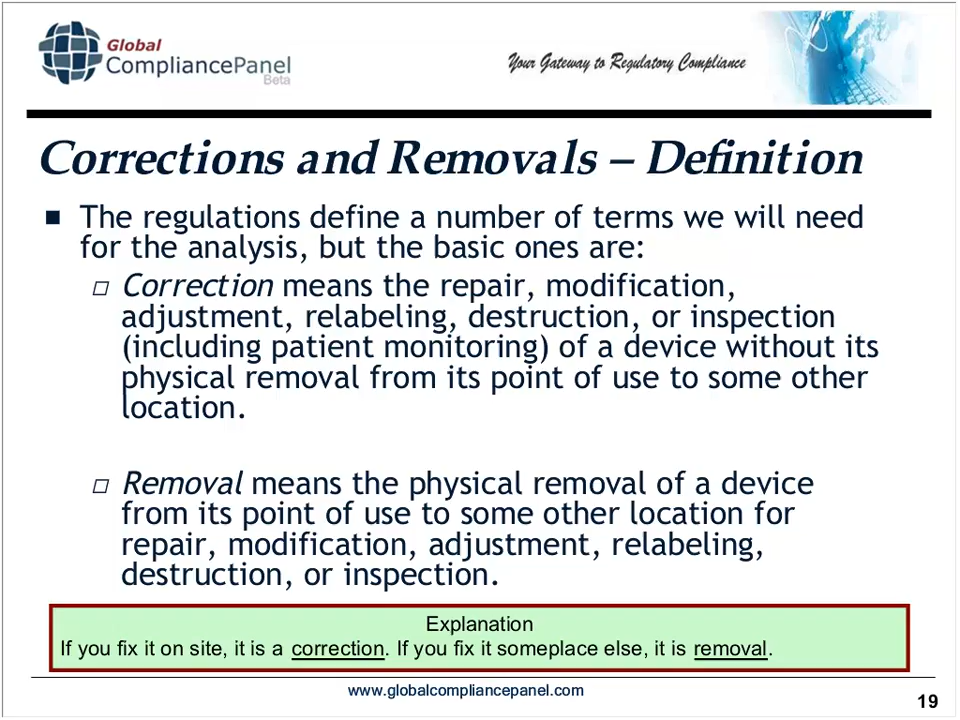 Global
CompliancePanel
Beta
Your Gateway to Regulatory Compliance
Corrections and Removals – Definition
■ The regulations define a number of terms we will need
for the analysis, but the basic ones are:
□ Correction means the repair, modification,
adjustment, relabeling, destruction, or inspection
(including patient monitoring) of a device without its
physical removal from its point of use to some other
location.
□ Removal means the physical removal of a device
from its point of use to some other location for
repair, modification, adjustment, relabeling,
destruction, or inspection.
Explanation
If you fix it on site, it is a correction. If you fix it someplace else, it is removal.
www.globalcompliancepanel.com
19